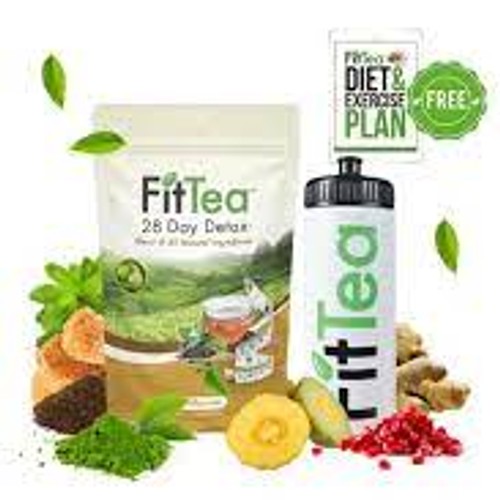 FitTea
DIET &
EXERCISE
PLAN
FREE
FitTea
28 Day Detox
FitTea